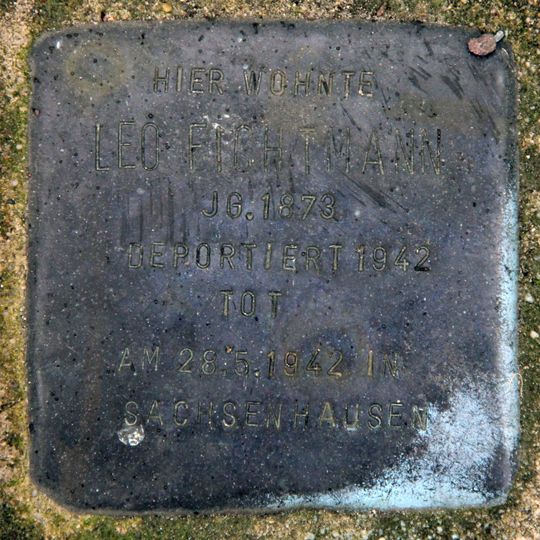 HIER WOHNTE
LEO FICHTMANN
JG. 1873
DEPORTIERT 1942
TOT
AM 28.5.1942 IN
SACHSENHAUSEN